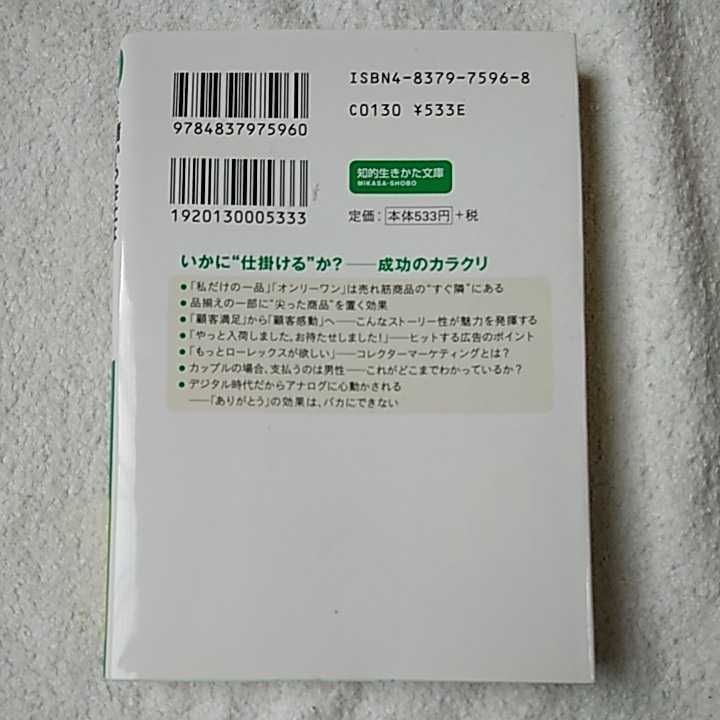 ISBN4-8379-7596-8
C0130 ¥533E
9784837975960
1920130005333
知的生きかた文庫
MIKASA-SHOBO
定価:本体533円+税
いかに“仕掛ける”か?——成功のカラクリ
●「私だけの一品」「オンリーワン」は売れ筋商品の“すぐ隣”にある
●品揃えの一部に“尖った商品”を置く効果
●「顧客満足」から「顧客感動」へ——こんなストーリー性が魅力を発揮する
●「やっと入荷しました。お待たせしました!」——ヒットする広告のポイント
●「もっとローレックスが欲しい」——コレクターマーケティングとは?
●カップルの場合、支払うのは男性——これがどこまでわかっているか?
●デジタル時代だからアナログに心動かされる
——「ありがとう」の効果は、バカにできない